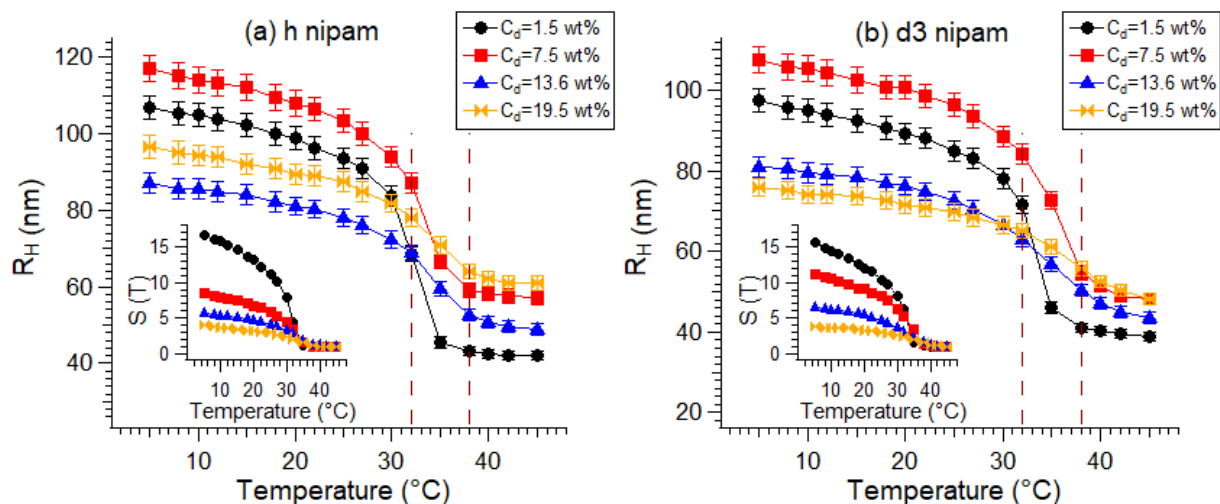 (a) h nipam
C_d=1.5 wt%
C_d=7.5 wt%
C_d=13.6 wt%
C_d=19.5 wt%
120
100
80
60
40
R_H (nm)
10
20
30
40
Temperature (°C)
15
10
5
0
S (T)
10 20 30 40
Temperature (°C)
(b) d3 nipam
C_d=1.5 wt%
C_d=7.5 wt%
C_d=13.6 wt%
C_d=19.5 wt%
100
80
60
40
20
R_H (nm)
10
20
30
40
Temperature (°C)
15
10
5
0
S (T)
10 20 30 40
Temperature (°C)